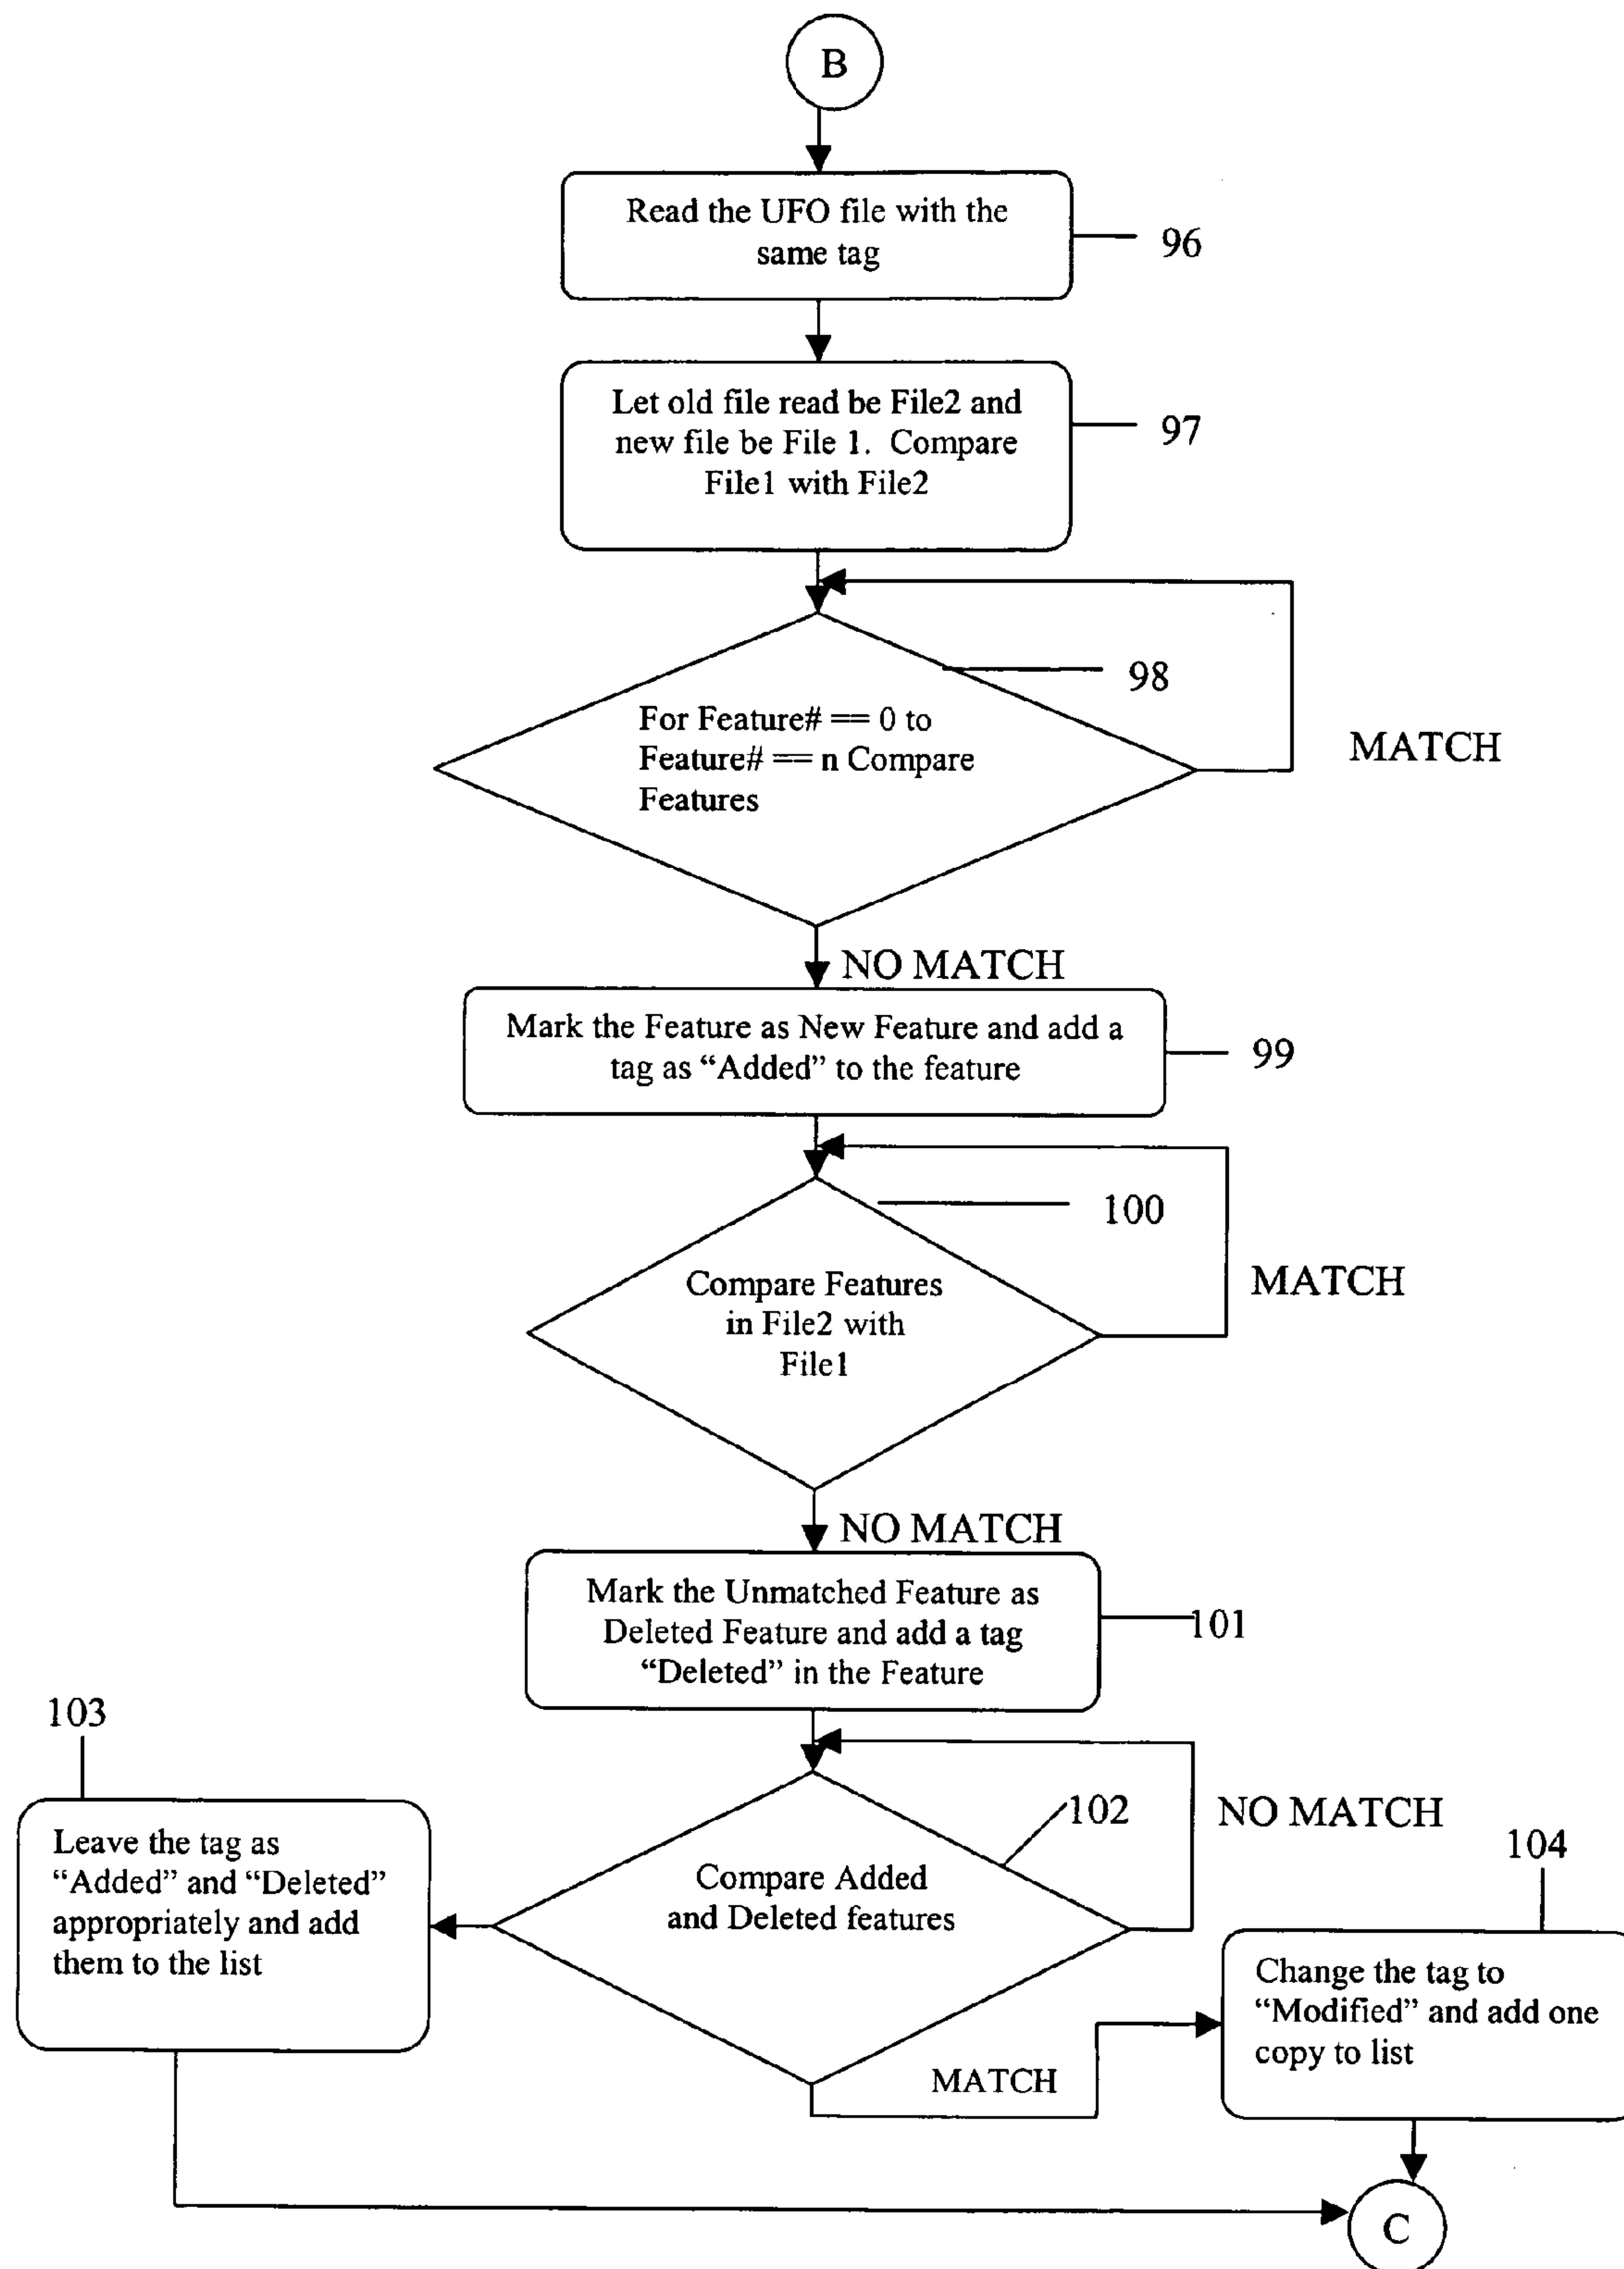 B
Read the UFO file with the
same tag
96
Let old file read be File2 and
new file be File 1. Compare
File1 with File2
97
98
For Feature# == 0 to
Feature# == n Compare
Features
MATCH
NO MATCH
Mark the Feature as New Feature and add a
tag as “Added” to the feature
99
100
Compare Features
in File2 with
File1
MATCH
NO MATCH
Mark the Unmatched Feature as
Deleted Feature and add a tag
“Deleted” in the Feature
101
103
Leave the tag as
“Added” and “Deleted”
appropriately and add
them to the list
102
Compare Added
and Deleted features
NO MATCH
104
Change the tag to
“Modified” and add one
copy to list
MATCH
C